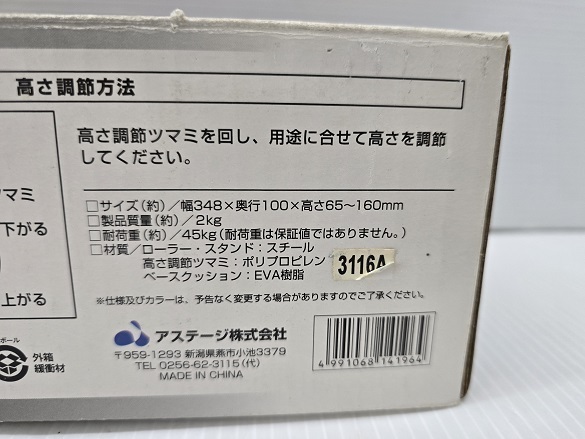 高さ調節方法
高さ調節ツマミを回し、用途に合せて高さを調節
してください。
ツマミ
下がる
上がる
□サイズ(約)／幅348×奥行100×高さ65〜160mm
□製品質量(約)／2kg
□耐荷重(約)／45kg(耐荷重は保証値ではありません。)
□材質／ローラー・スタンド：スチール
高さ調節ツマミ：ポリプロピレン
ベースクッション：EVA樹脂
3116A
※仕様及びカラーは、予告なく変更する場合がありますのでご了承ください。
アステージ株式会社
〒959-1293 新潟県燕市小池3379
TEL 0256-62-3115(代)
MADE IN CHINA
ボール
外箱
緩衝材
4 991068 141964